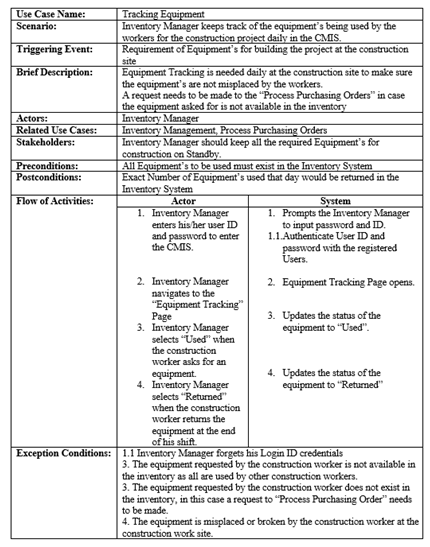 Use Case Name: Tracking Equipment
Scenario: Inventory Manager keeps track of the equipment's being used by the
workers for the construction project daily in the CMIS.
Triggering Event: Requirement of Equipment's for building the project at the construction
site
Brief Description: Equipment Tracking is needed daily at the construction site to make sure
the equipment's are not misplaced by the workers.
A request needs to be made to the "Process Purchasing Orders" in case
the equipment asked for is not available in the inventory
Actors: Inventory Manager
Related Use Cases: Inventory Management, Process Purchasing Orders
Stakeholders: Inventory Manager should keep all the required Equipment's for
construction on Standby.
Preconditions: All Equipment's to be used must exist in the Inventory System
Postconditions: Exact Number of Equipment's used that day would be returned in the
Inventory System
Flow of Activities: Actor System
1. Inventory Manager
enters his/her user ID
and password to enter
the CMIS.
2. Inventory Manager
navigates to the
"Equipment Tracking"
Page
3. Inventory Manager
selects "Used" when
the construction
worker asks for an
equipment.
4. Inventory Manager
selects "Returned"
when the construction
worker returns the
equipment at the end
of his shift.
1. Prompts the Inventory Manager
to input password and ID.
1.1.Authenticate User ID and
password with the registered
Users.
2. Equipment Tracking Page opens.
3. Updates the status of the
equipment to "Used".
4. Updates the status of the
equipment to "Returned"
Exception Conditions: 1.1 Inventory Manager forgets his Login ID credentials
3. The equipment requested by the construction worker is not available in
the inventory as all are used by other construction workers.
3. The equipment requested by the construction worker does not exist in
the inventory, in this case a request to "Process Purchasing Order" needs
to be made.
4. The equipment is misplaced or broken by the construction worker at the
construction work site.